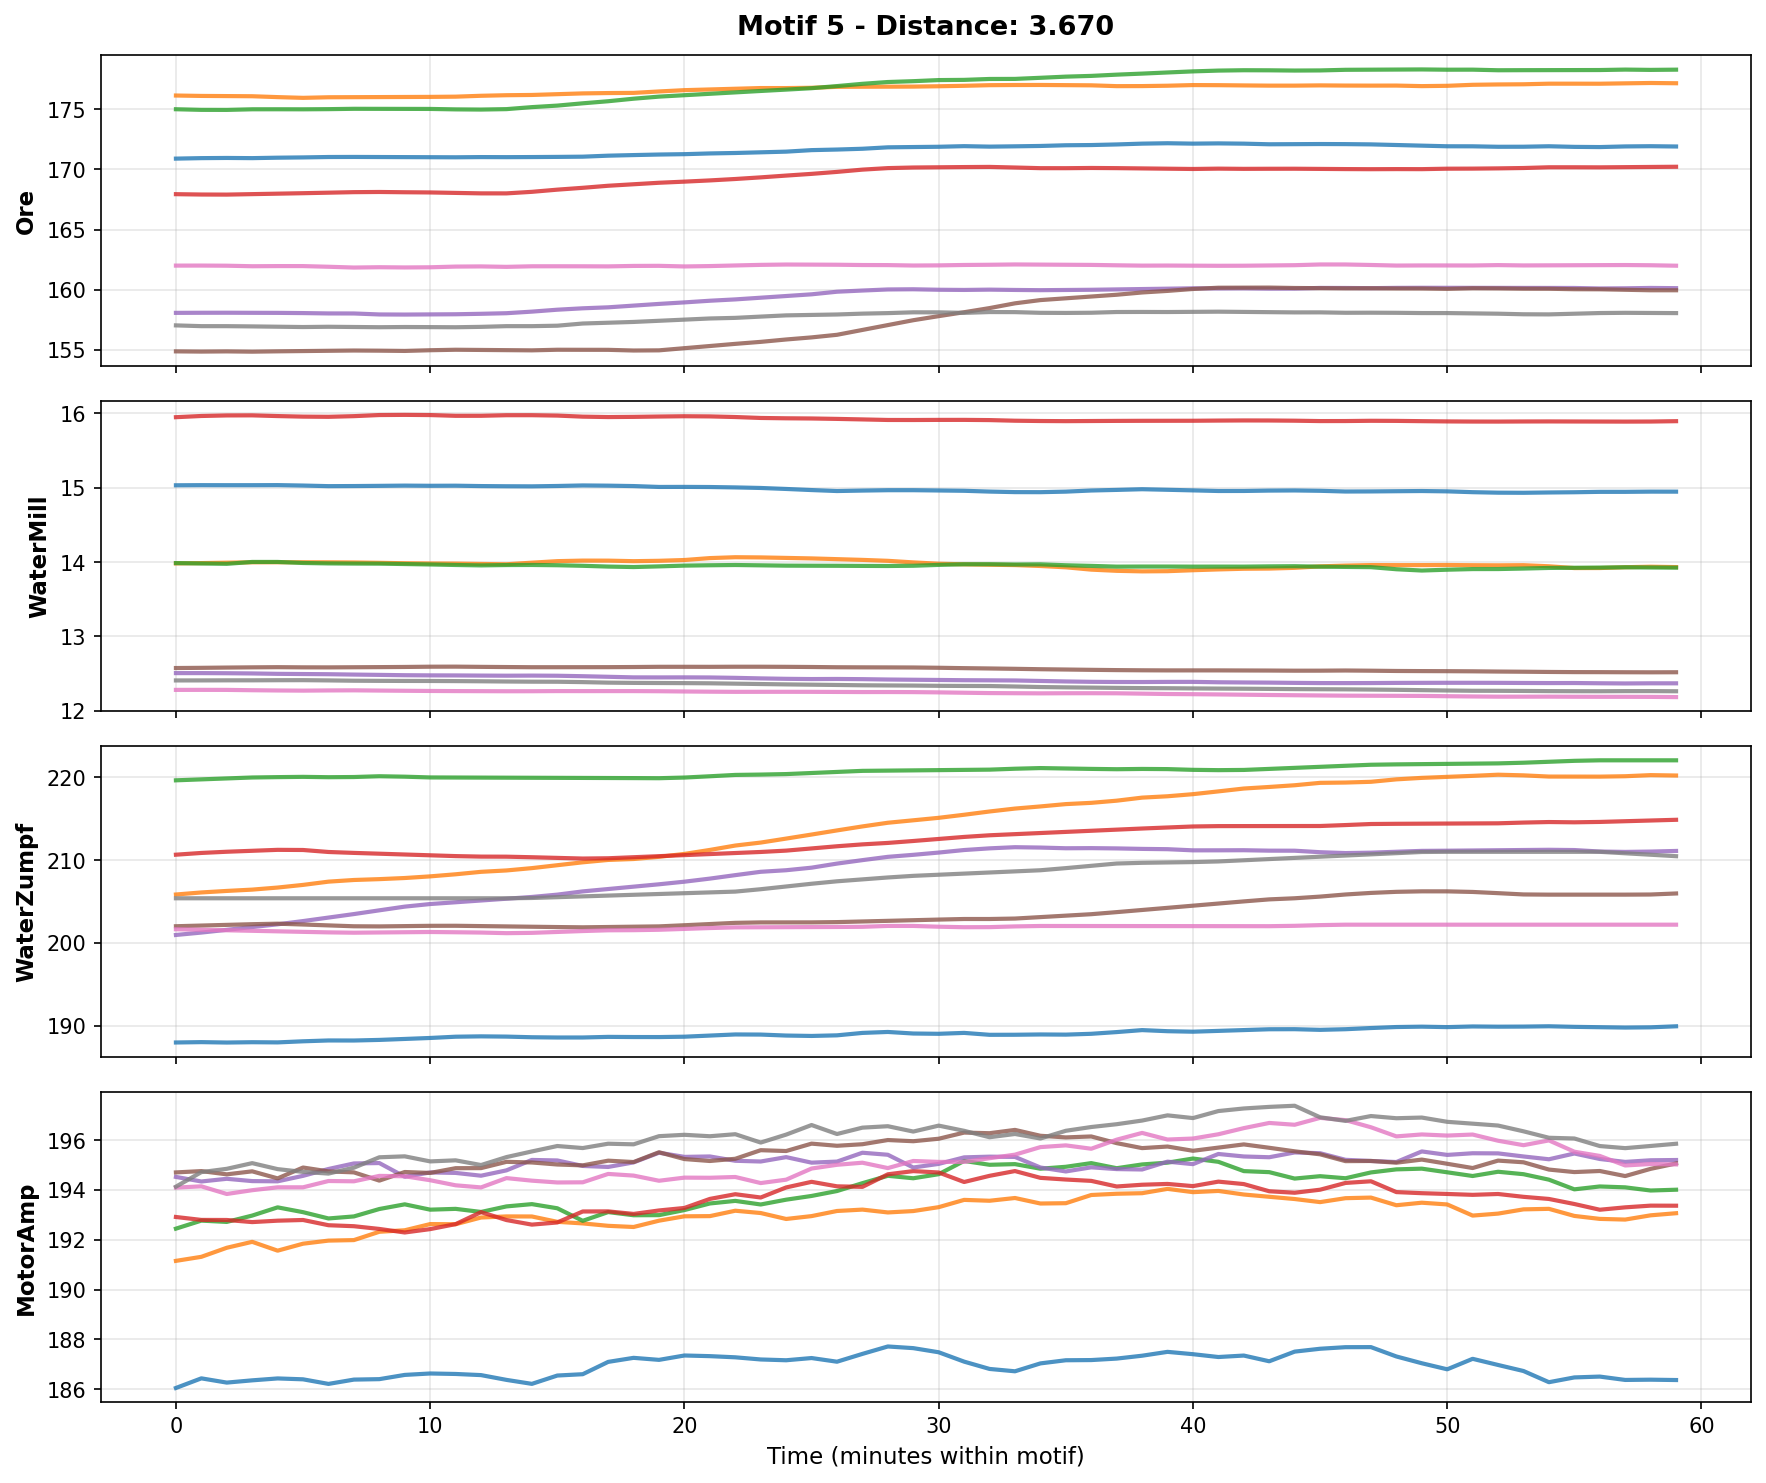 Motif 5 - Distance: 3.670
Ore
175
170
165
160
155
WaterMill
16
15
14
13
12
WaterZumpf
220
210
200
190
MotorAmp
196
194
192
190
188
186
0 10 20 30 40 50 60
Time (minutes within motif)